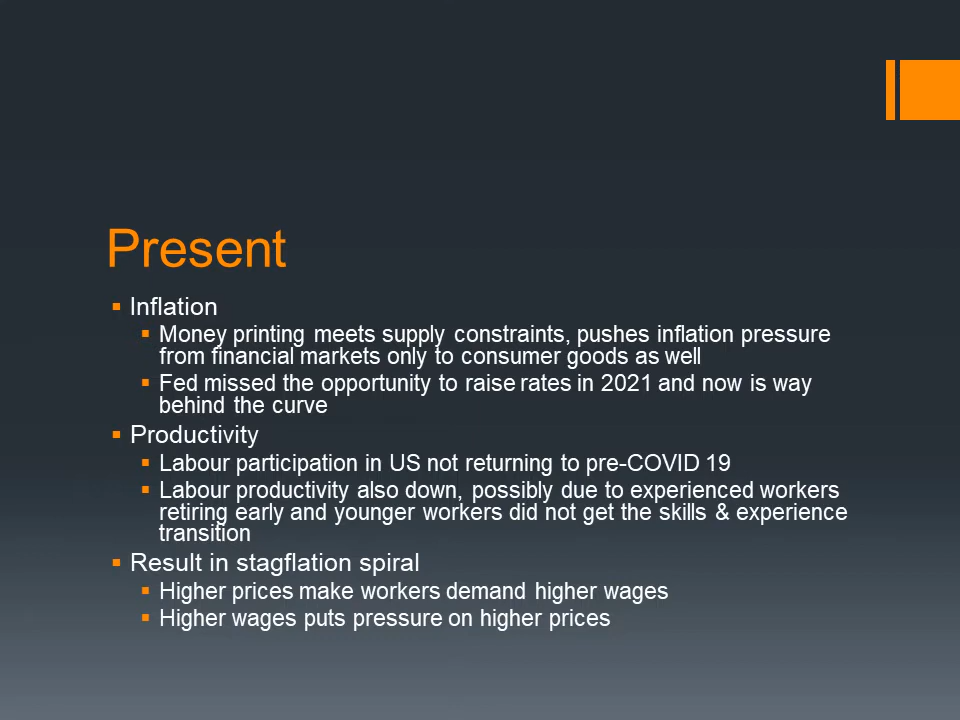 Present
Inflation
Money printing meets supply constraints, pushes inflation pressure
from financial markets only to consumer goods as well
Fed missed the opportunity to raise rates in 2021 and now is way
behind the curve
Productivity
Labour participation in US not returning to pre-COVID 19
Labour productivity also down, possibly due to experienced workers
retiring early and younger workers did not get the skills & experience
transition
Result in stagflation spiral
Higher prices make workers demand higher wages
Higher wages puts pressure on higher prices